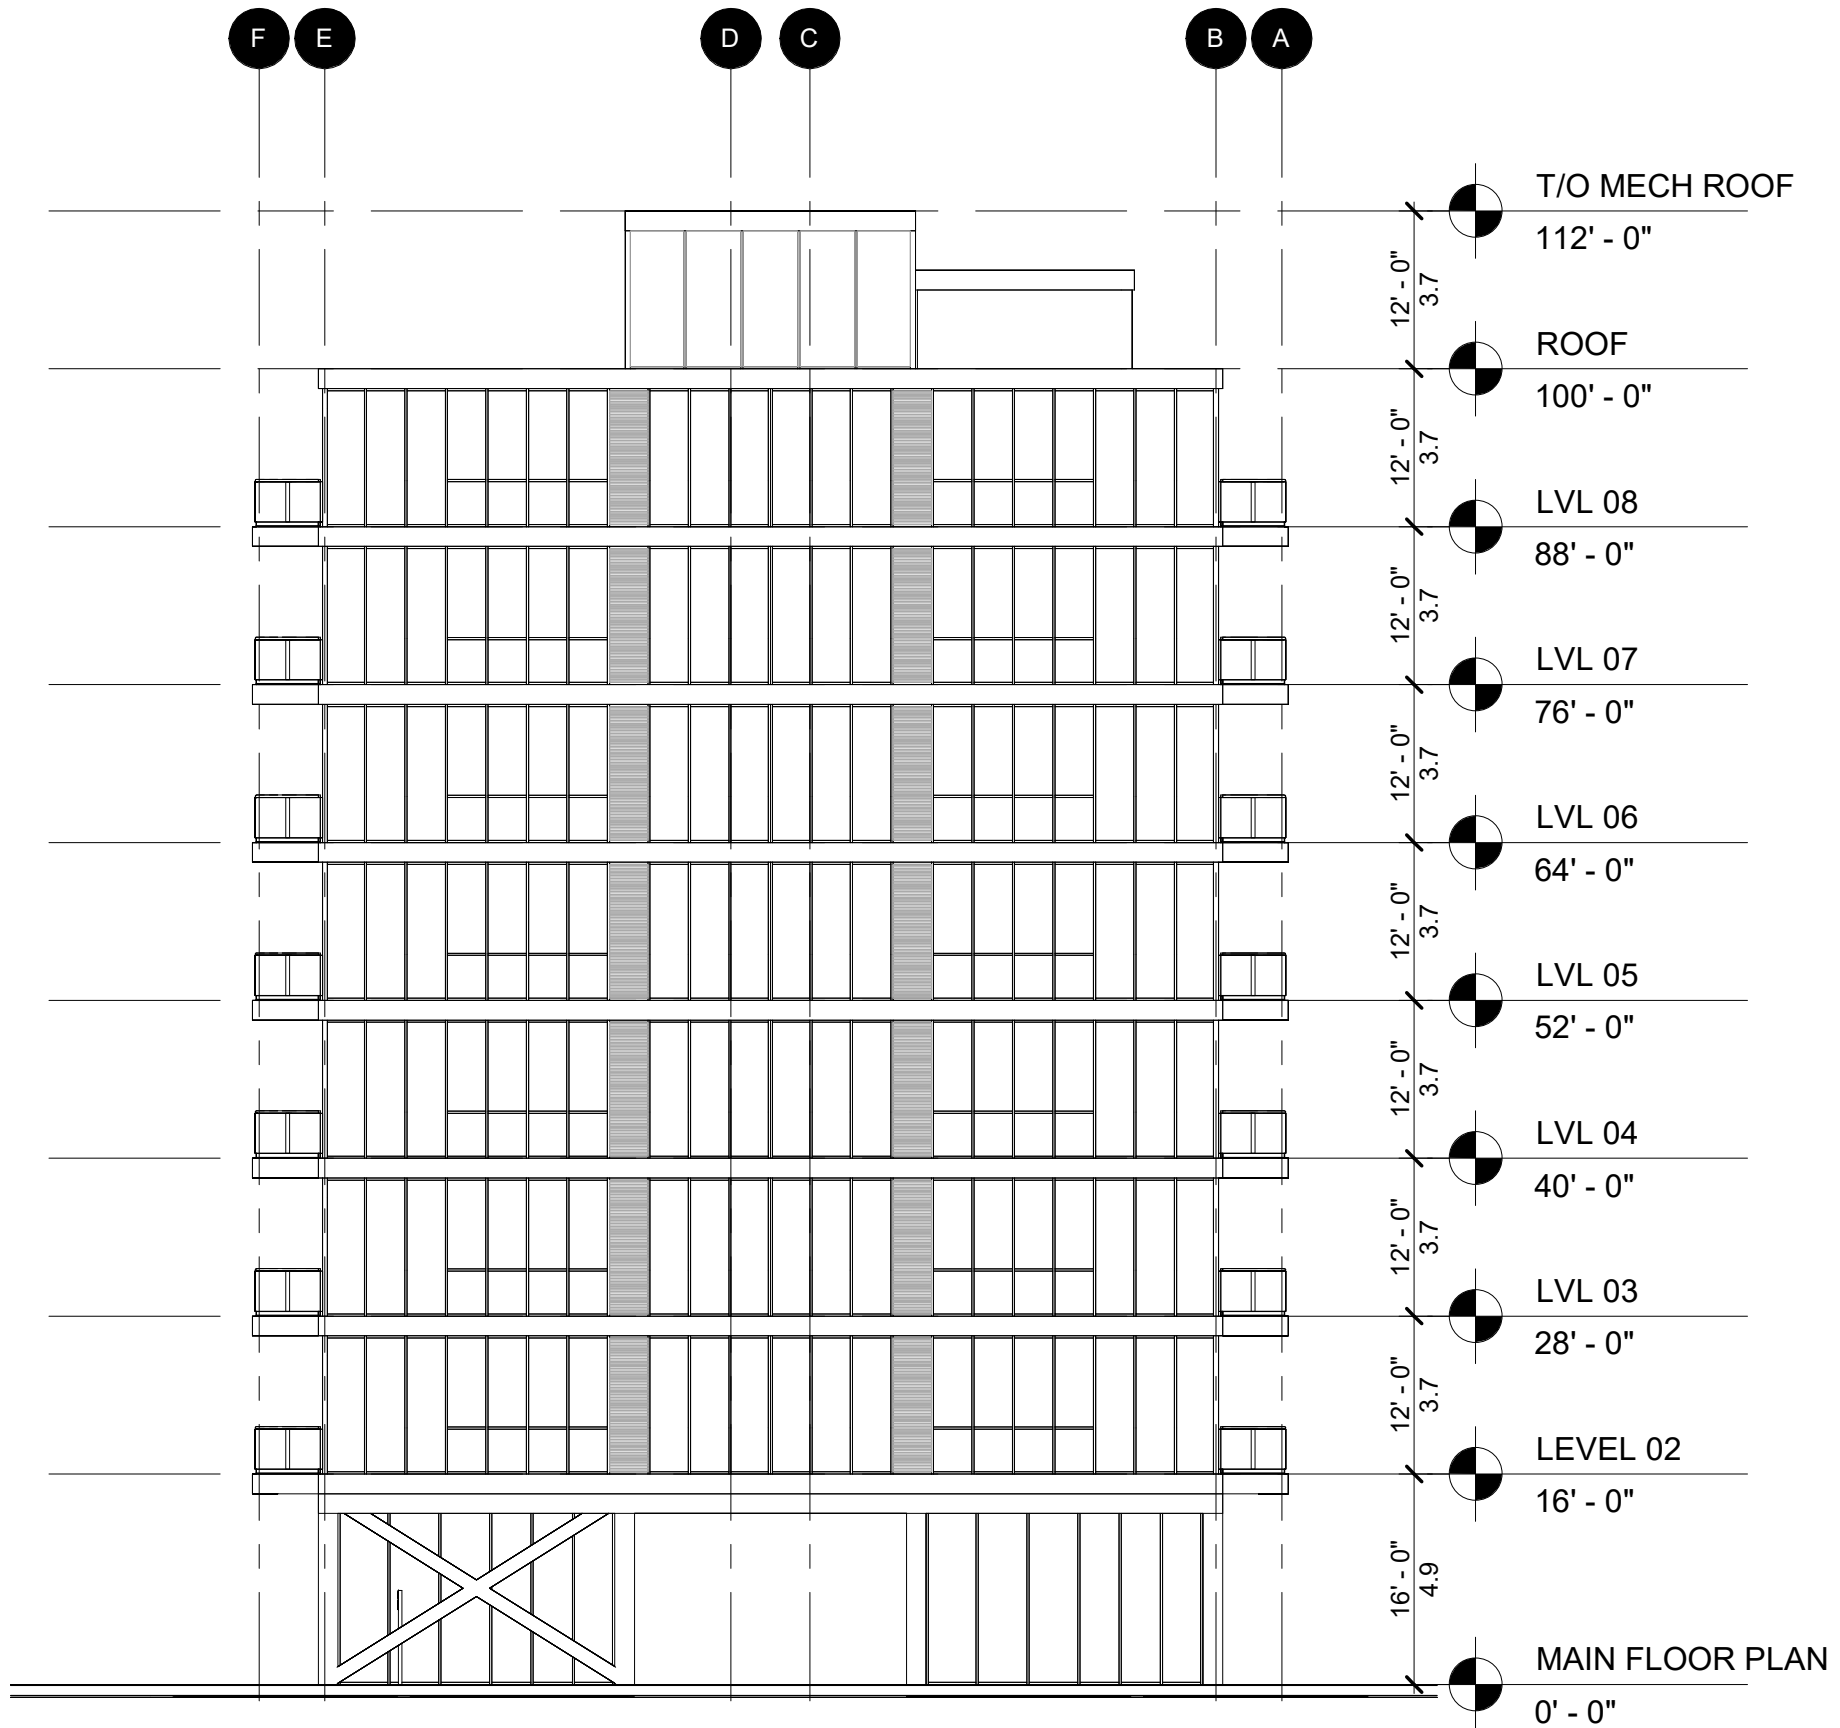 F E D C B A
T/O MECH ROOF
112' - 0"
12' - 0"
3.7
ROOF
100' - 0"
12' - 0"
3.7
LVL 08
88' - 0"
12' - 0"
3.7
LVL 07
76' - 0"
12' - 0"
3.7
LVL 06
64' - 0"
12' - 0"
3.7
LVL 05
52' - 0"
12' - 0"
3.7
LVL 04
40' - 0"
12' - 0"
3.7
LVL 03
28' - 0"
12' - 0"
3.7
LEVEL 02
16' - 0"
16' - 0"
4.9
MAIN FLOOR PLAN
0' - 0"